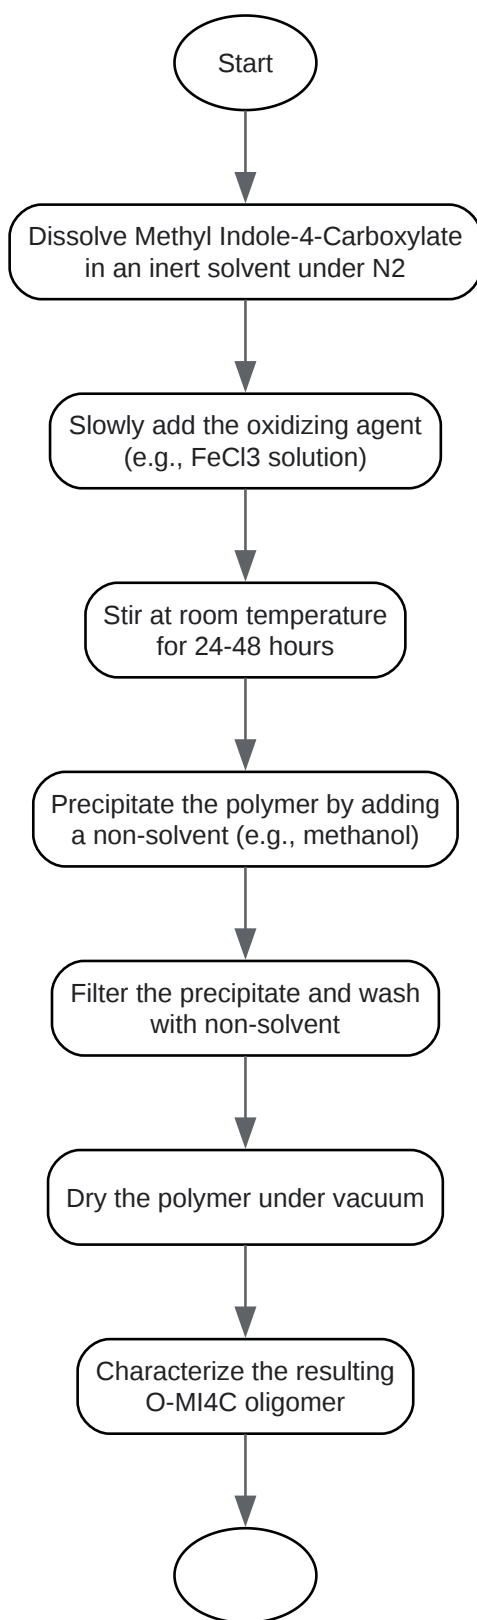 Start
Dissolve Methyl Indole-4-Carboxylate
in an inert solvent under N2
Slowly add the oxidizing agent
(e.g., FeCl3 solution)
Stir at room temperature
for 24-48 hours
Precipitate the polymer by adding
a non-solvent (e.g., methanol)
Filter the precipitate and wash
with non-solvent
Dry the polymer under vacuum
Characterize the resulting
O-MI4C oligomer